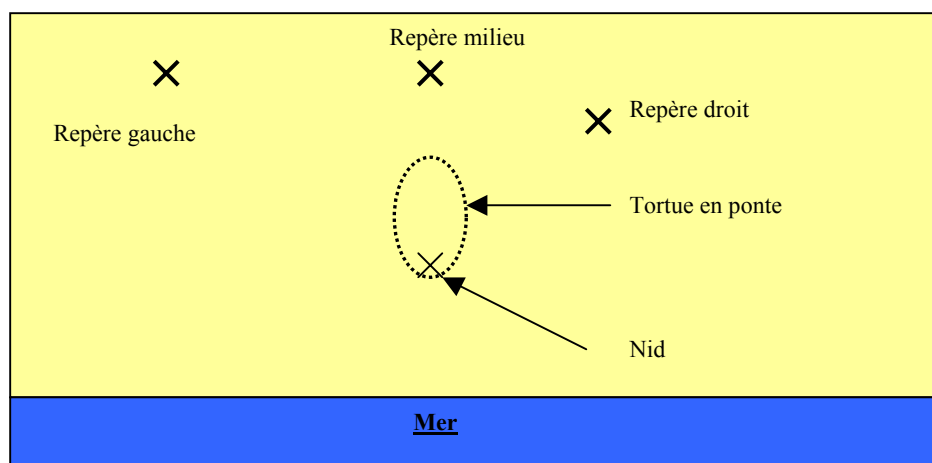 Repère milieu
Repère droit
Repère gauche
Tortue en ponte
Nid
Mer